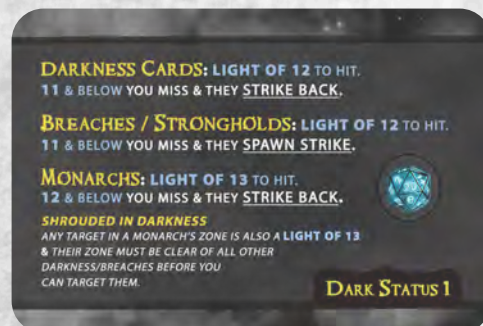 DARKNESS CARDS: LIGHT OF 12 TO HIT.
11 & BELOW YOU MISS & THEY STRIKE BACK.
BREACHES / STRONGHOLDS: LIGHT OF 12 TO HIT.
11 & BELOW YOU MISS & THEY SPAWN STRIKE.
MONARCHS: LIGHT OF 13 TO HIT.
12 & BELOW YOU MISS & THEY STRIKE BACK.
SHROUDED IN DARKNESS
ANY TARGET IN A MONARCH'S ZONE IS ALSO A LIGHT OF 13
& THEIR ZONE MUST BE CLEAR OF ALL OTHER
DARKNESS/BREACHES BEFORE YOU
CAN TARGET THEM.
DARK STATUS 1